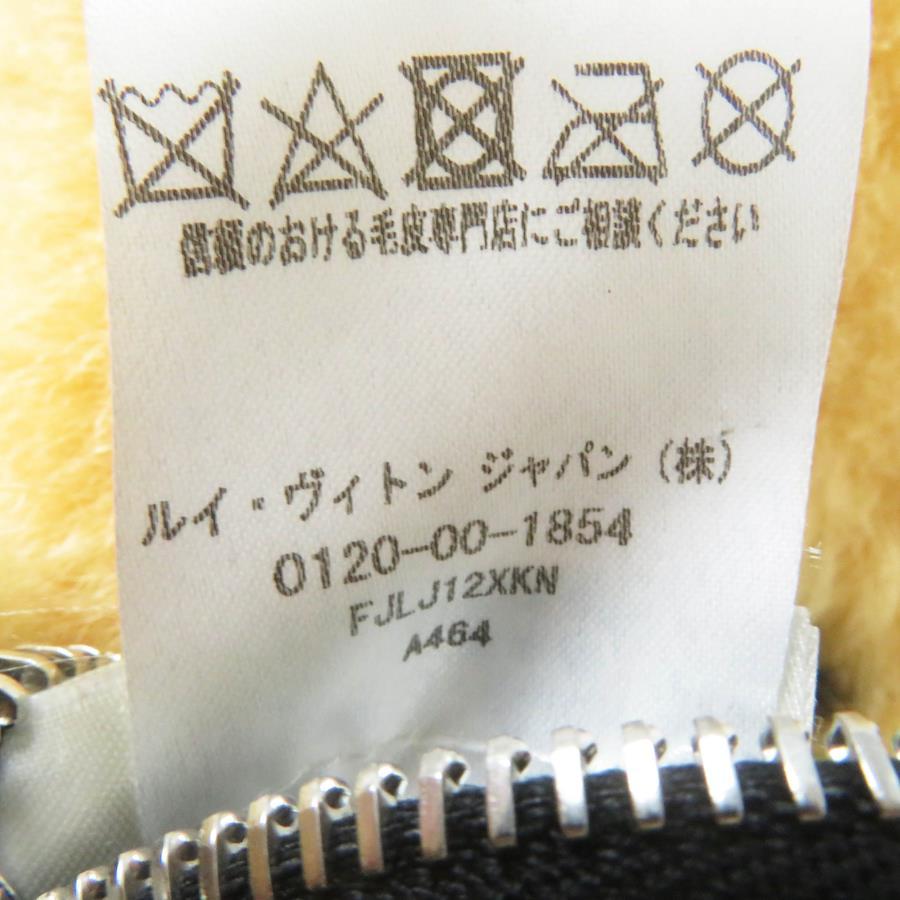 信頼のおける毛皮専門店にご相談ください
ルイ・ヴィトン ジャパン (株)
0120-00-1854
FJLJ12XKN
A464